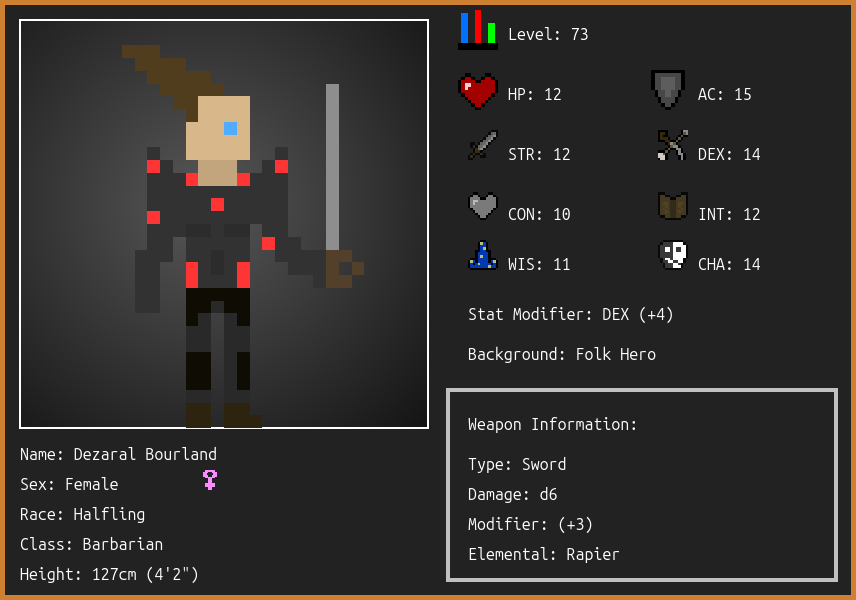 Level: 73
HP: 12
AC: 15
STR: 12
DEX: 14
CON: 10
INT: 12
WIS: 11
CHA: 14
Stat Modifier: DEX (+4)
Background: Folk Hero
Weapon Information:
Type: Sword
Damage: d6
Modifier: (+3)
Elemental: Rapier
Name: Dezaral Bourland
Sex: Female
Race: Halfling
Class: Barbarian
Height: 127cm (4'2")